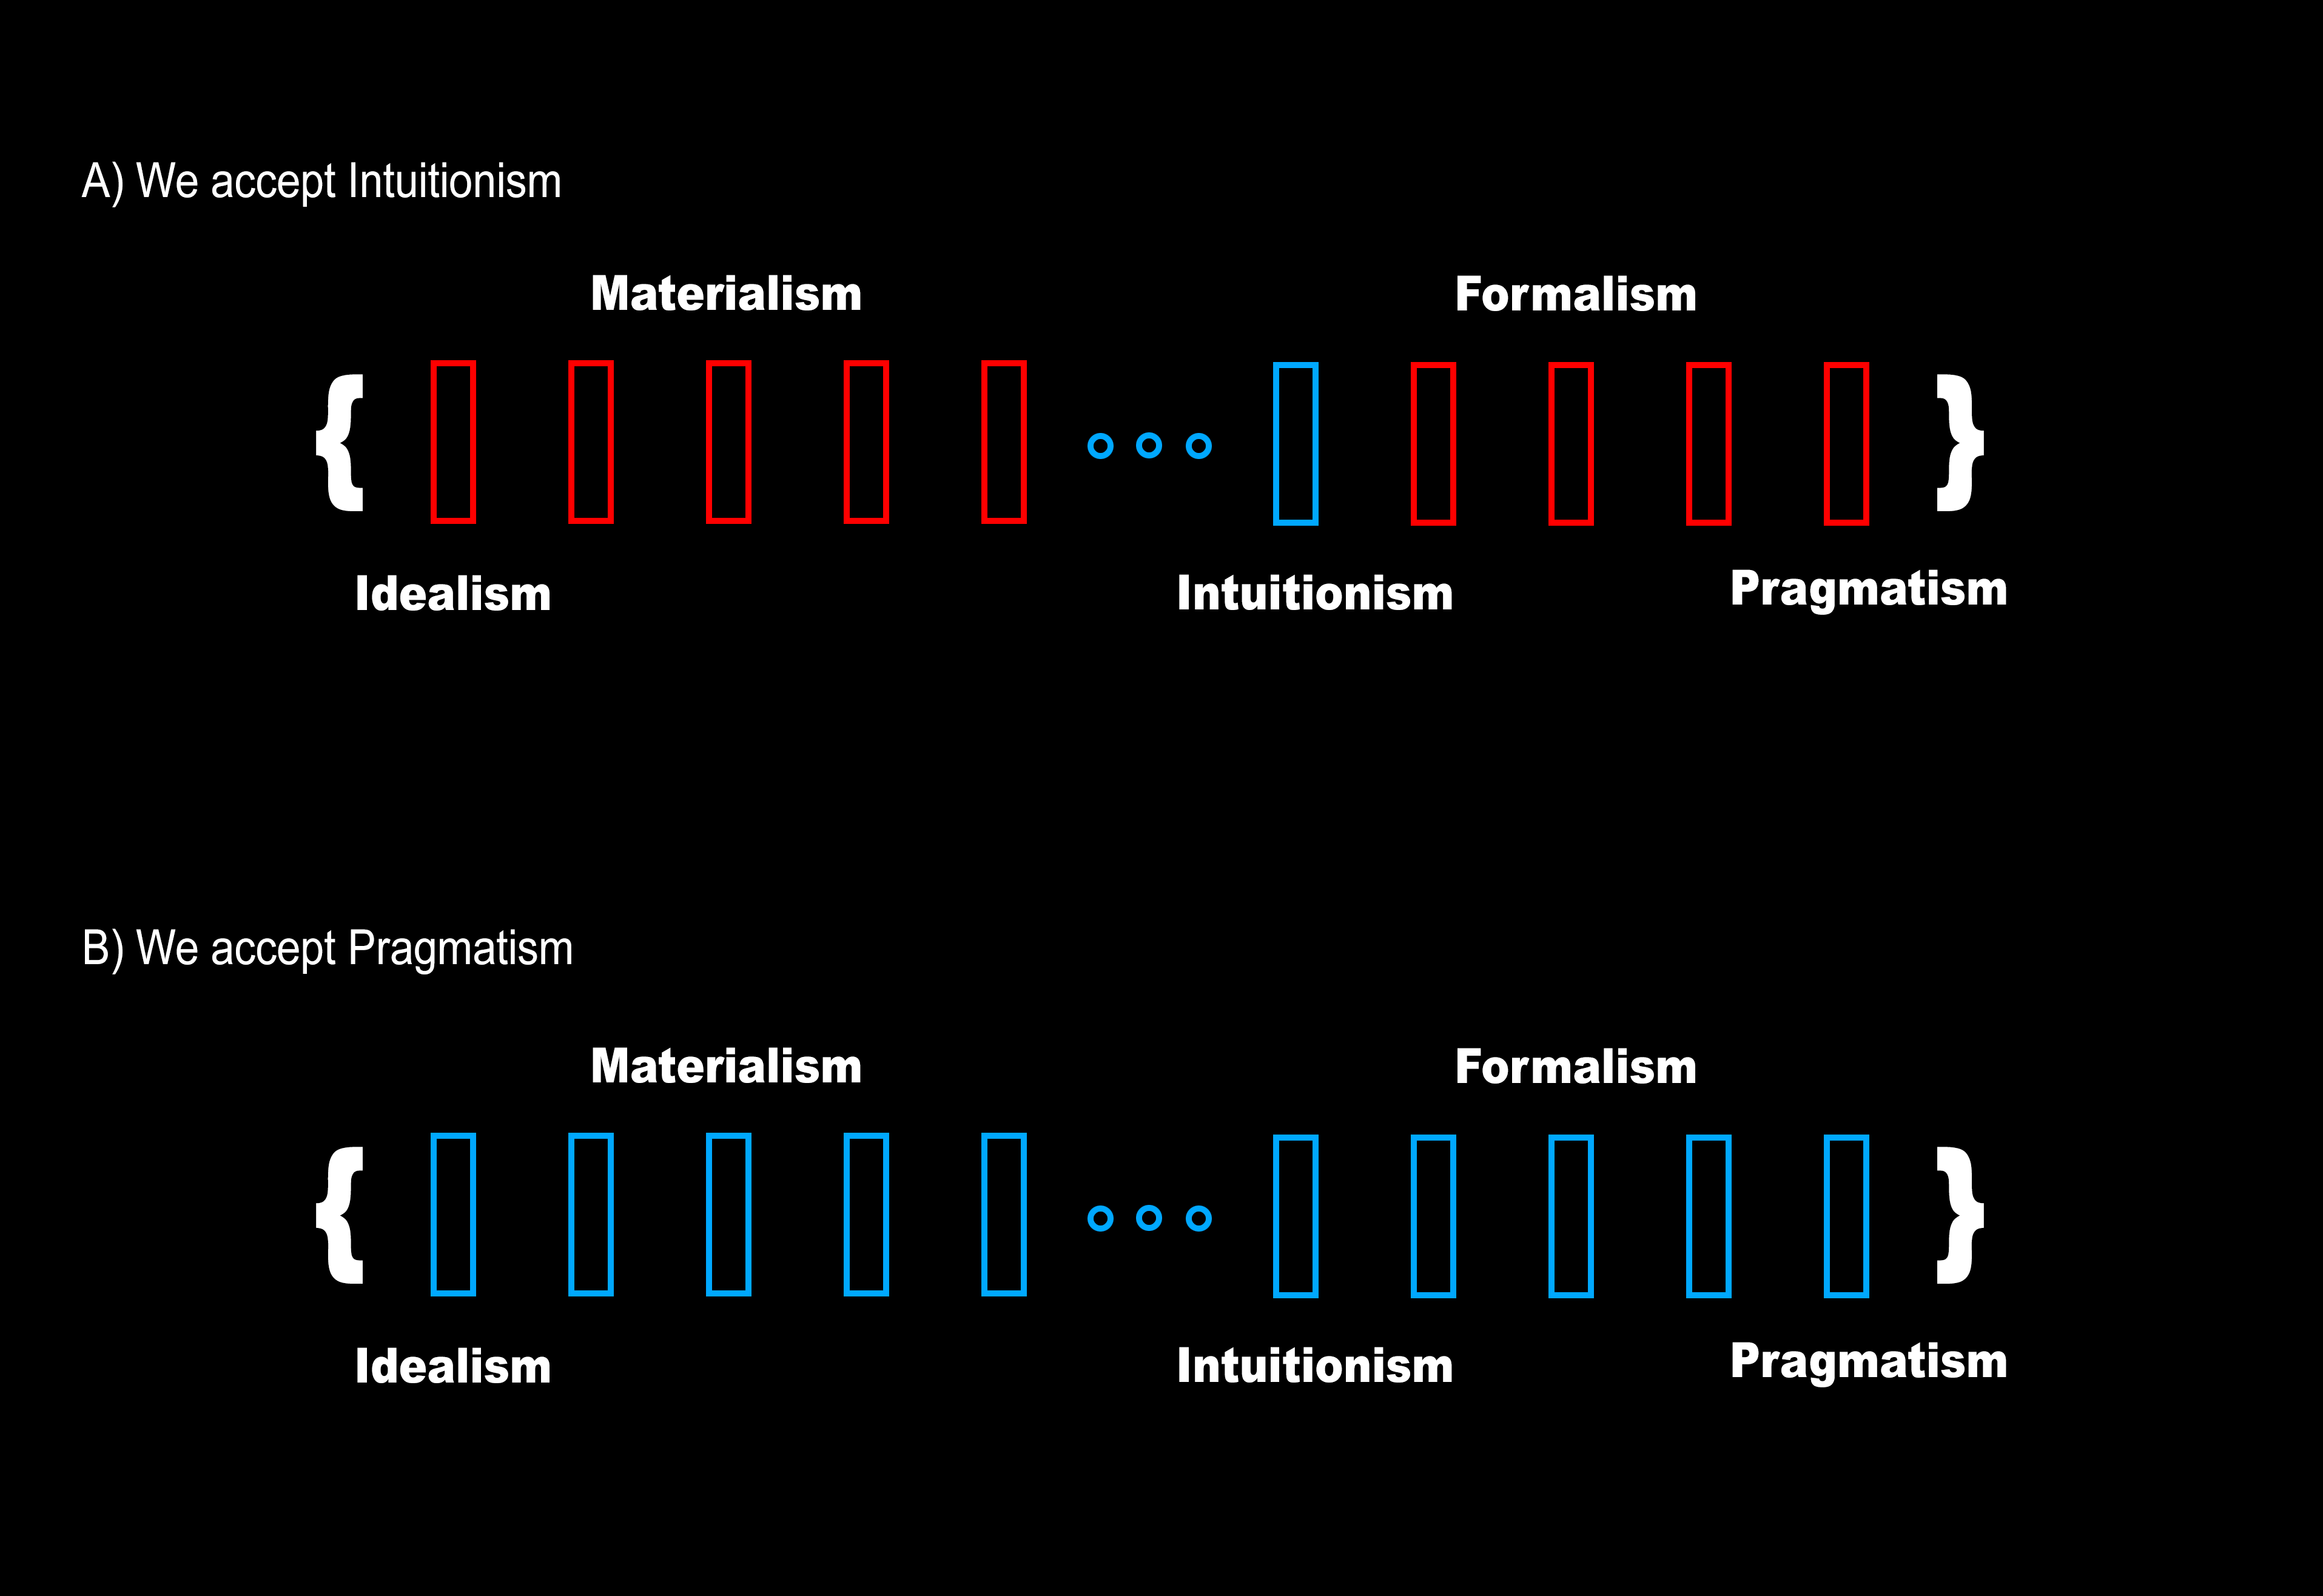 A) We accept Intuitionism
Materialism Formalism
{ }
Idealism Intuitionism Pragmatism
B) We accept Pragmatism
Materialism Formalism
{ }
Idealism Intuitionism Pragmatism